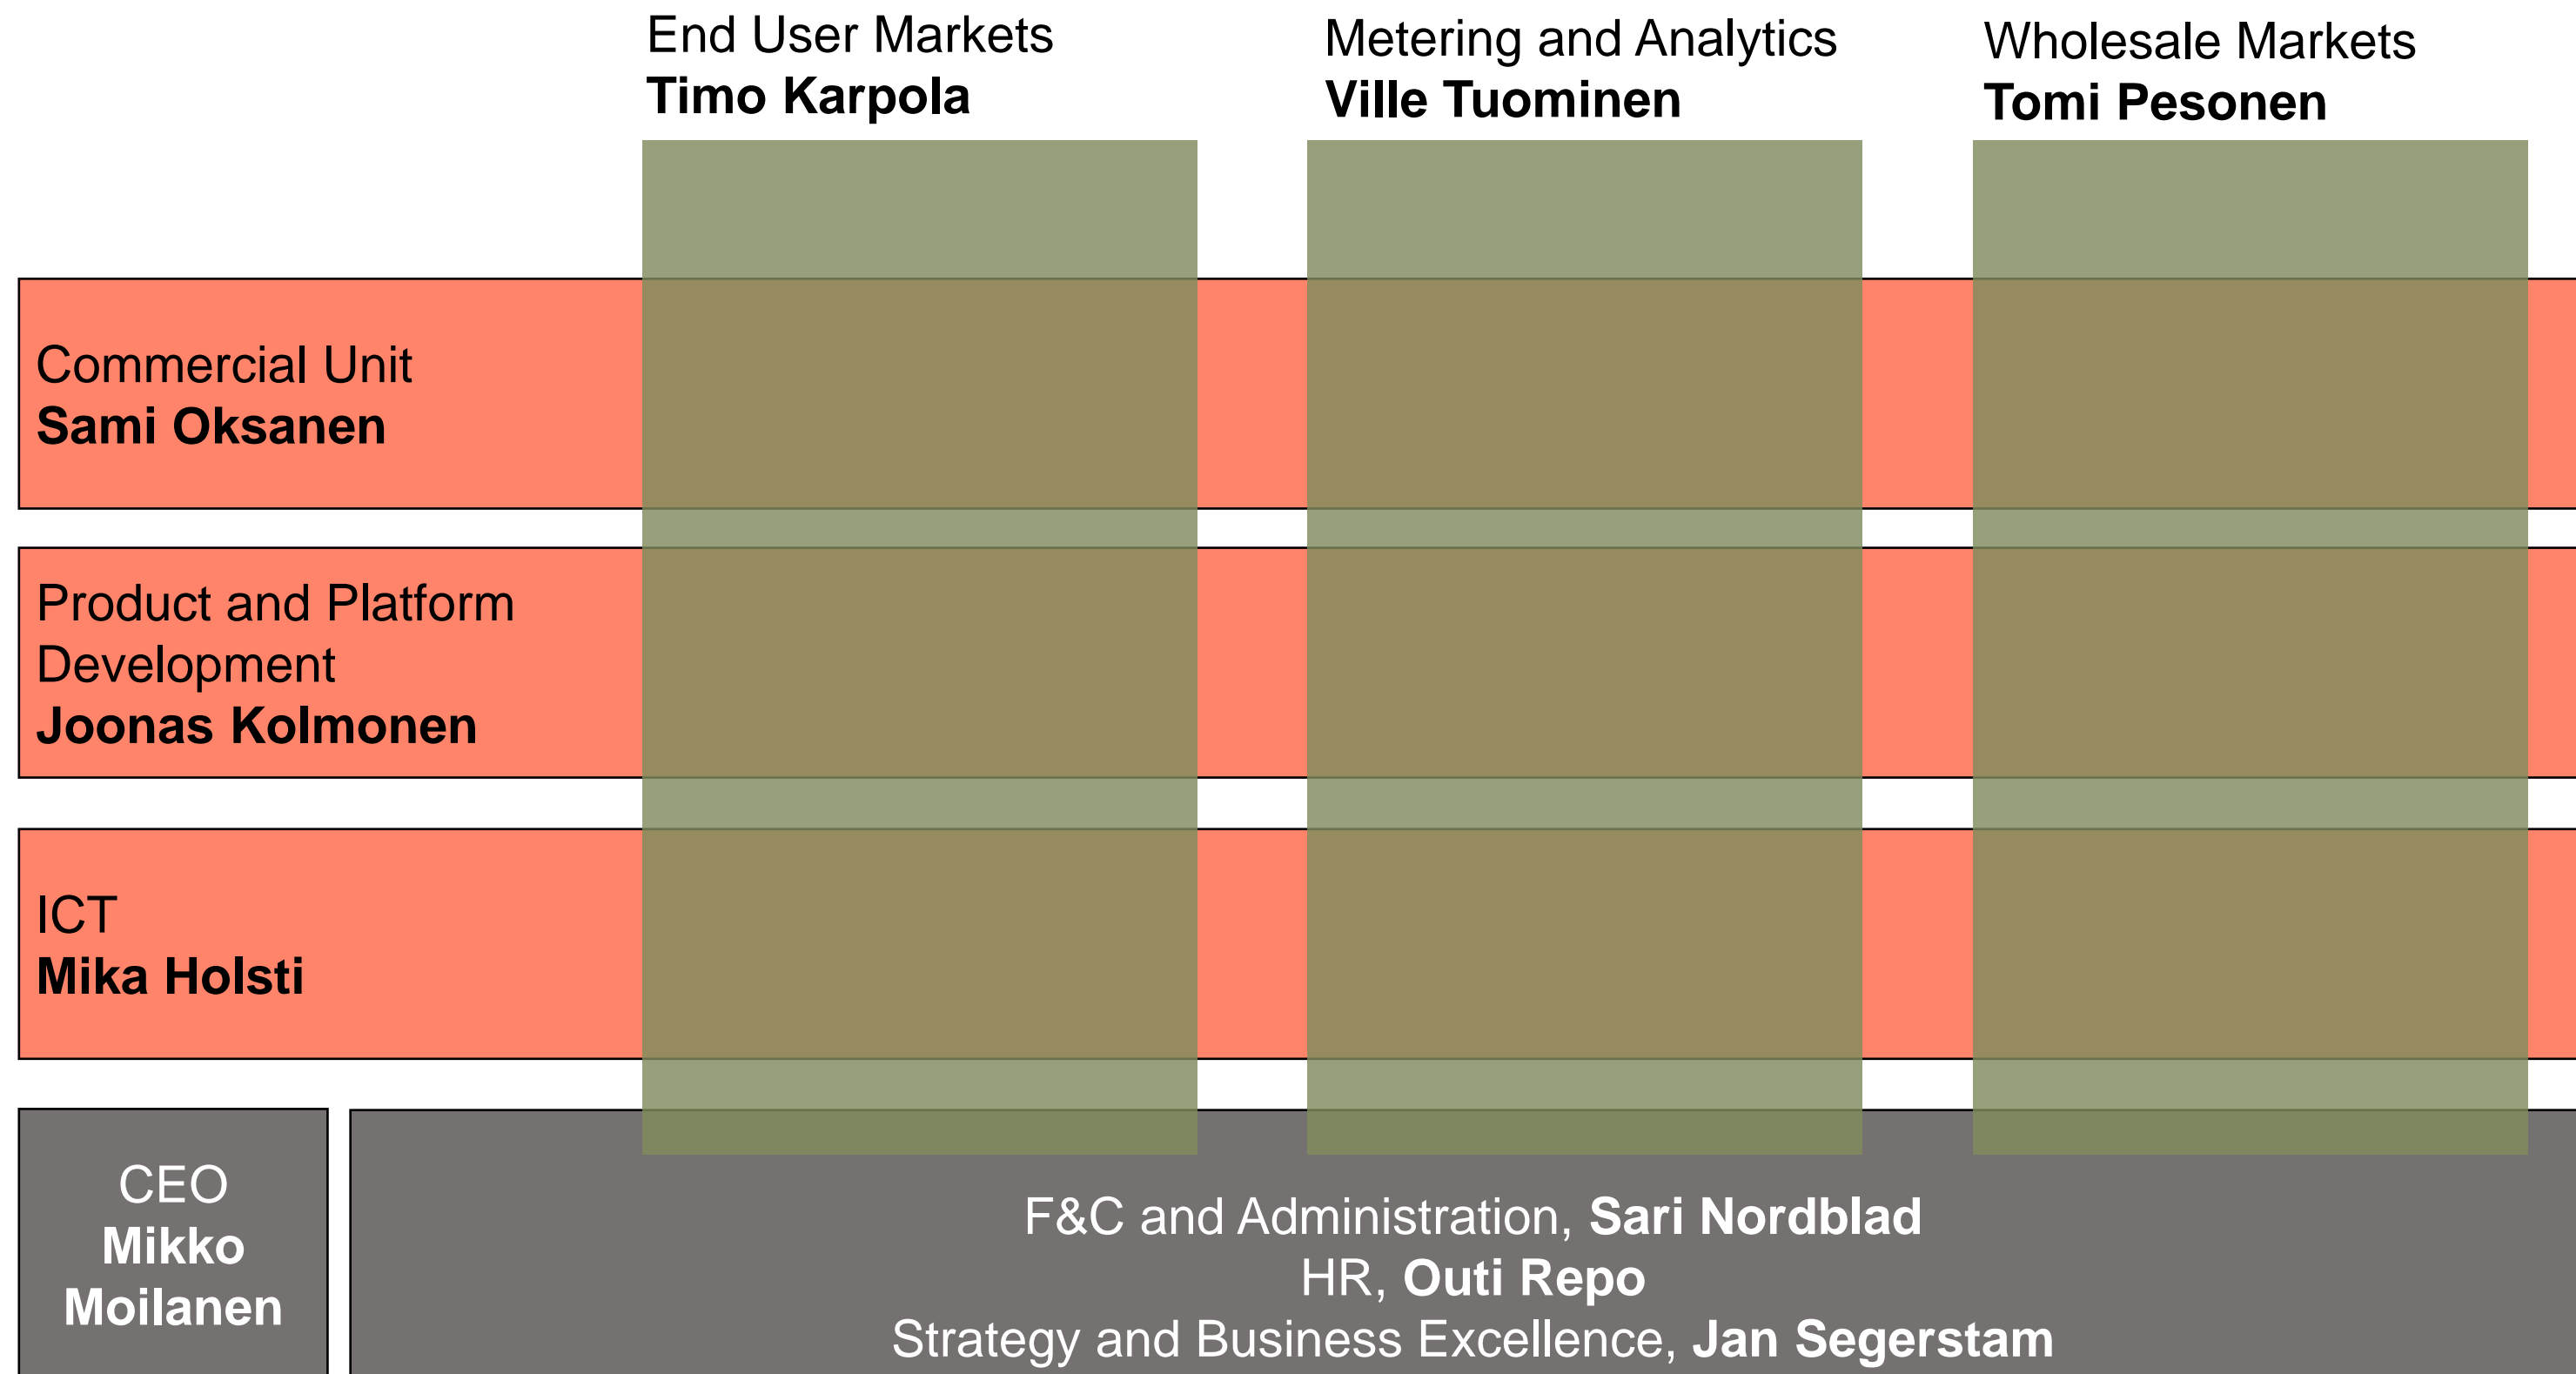 End User Markets
Timo Karpola
Metering and Analytics
Ville Tuominen
Wholesale Markets
Tomi Pesonen
Commercial Unit
Sami Oksanen
Product and Platform
Development
Joonas Kolmonen
ICT
Mika Holsti
CEO
Mikko
Moilanen
F&C and Administration, Sari Nordblad
HR, Outi Repo
Strategy and Business Excellence, Jan Segerstam